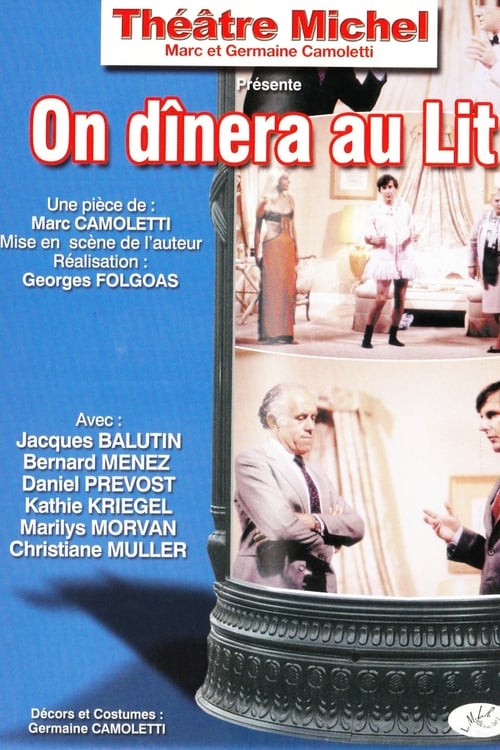 Théâtre Michel
Marc et Germaine Camoletti
Présente
On dînera au Lit
Une pièce de :
Marc CAMOLETTI
Mise en scène de l'auteur
Réalisation :
Georges FOLGOAS
Avec :
Jacques BALUTIN
Bernard MENEZ
Daniel PREVOST
Kathie KRIEGEL
Marilys MORVAN
Christiane MULLER
Décors et Costumes :
Germaine CAMOLETTI